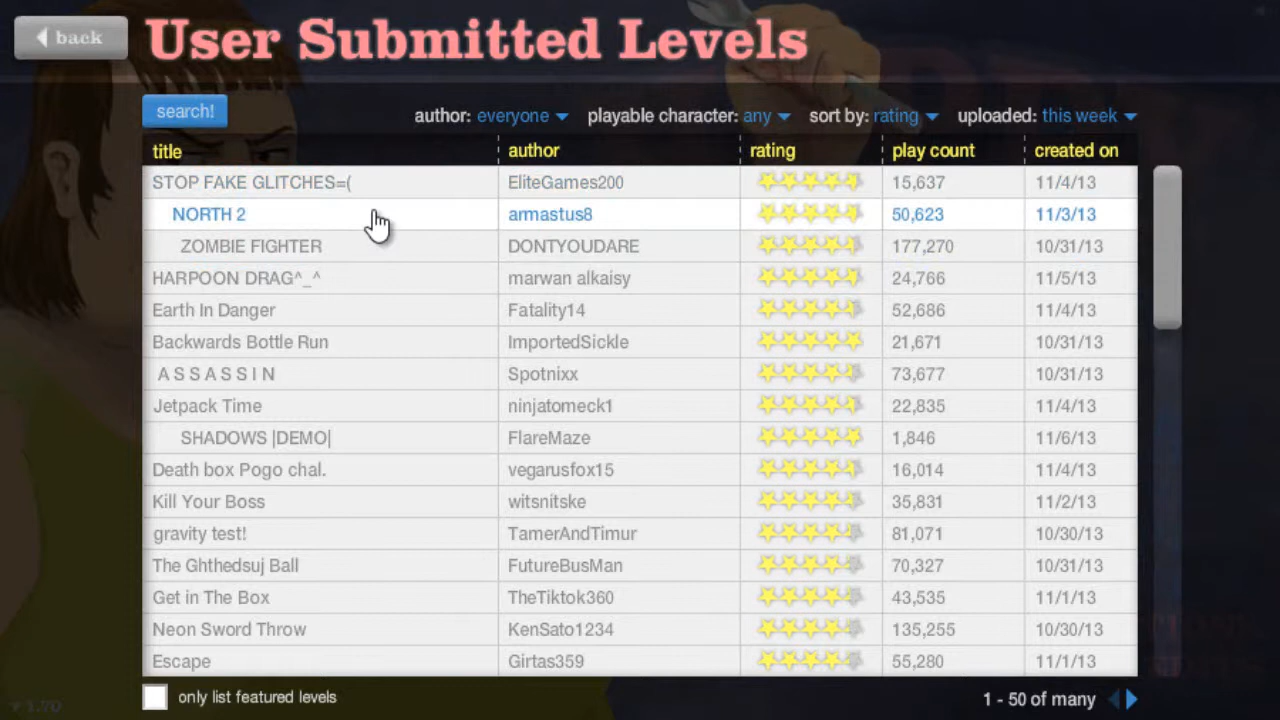 back
User Submitted Levels
search! author: everyone playable character: any sort by: rating uploaded: this week
title author rating play count created on
STOP FAKE GLITCHES=( EliteGames200 15,637 11/4/13
NORTH 2 armastus8 50,623 11/3/13
ZOMBIE FIGHTER DONTYOUDARE 177,270 10/31/13
HARPOON DRAG^_^ marwan alkaisy 24,766 11/5/13
Earth In Danger Fatality14 52,686 11/4/13
Backwards Bottle Run ImportedSickle 21,671 10/31/13
A S S A S S I N Spotnixx 73,677 10/31/13
Jetpack Time ninjatomeck1 22,835 11/4/13
SHADOWS |DEMO| FlareMaze 1,846 11/6/13
Death box Pogo chal. vegarusfox15 16,014 11/4/13
Kill Your Boss witsnitske 35,831 11/2/13
gravity test! TamerAndTimur 81,071 10/30/13
The Ghthedsuj Ball FutureBusMan 70,327 10/31/13
Get in The Box TheTiktok360 43,535 11/1/13
Neon Sword Throw KenSato1234 135,255 10/30/13
Escape Girtas359 55,280 11/1/13
only list featured levels 1 - 50 of many
v 1.70